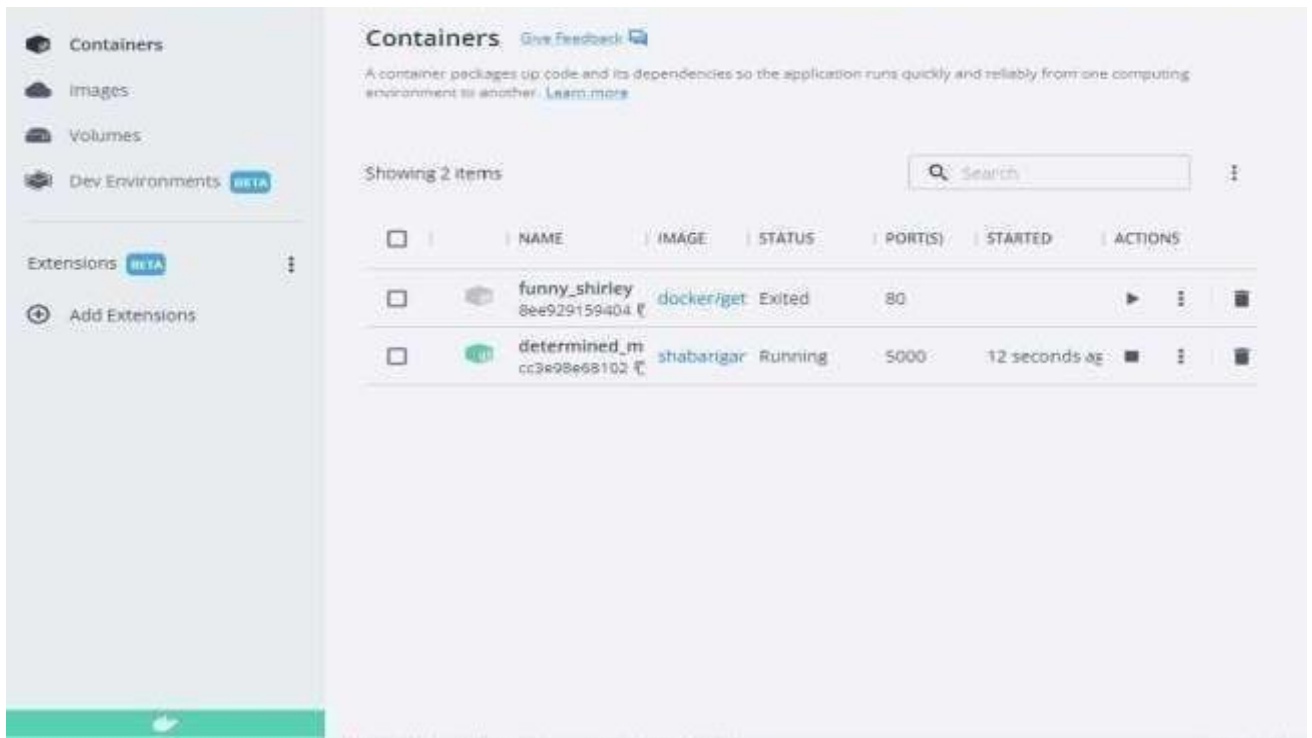 Containers
Images
Volumes
Dev Environments BETA
Extensions BETA
Add Extensions
Containers Give Feedback
A container packages up code and its dependencies so the application runs quickly and reliably from one computing
environment to another. Learn more
Showing 2 items
Search
NAME IMAGE STATUS PORT(S) STARTED ACTIONS
funny_shirley docker/get Exited 80
8ee929159404
determined_m shabarigar Running 5000 12 seconds ag
cc3e98e68102